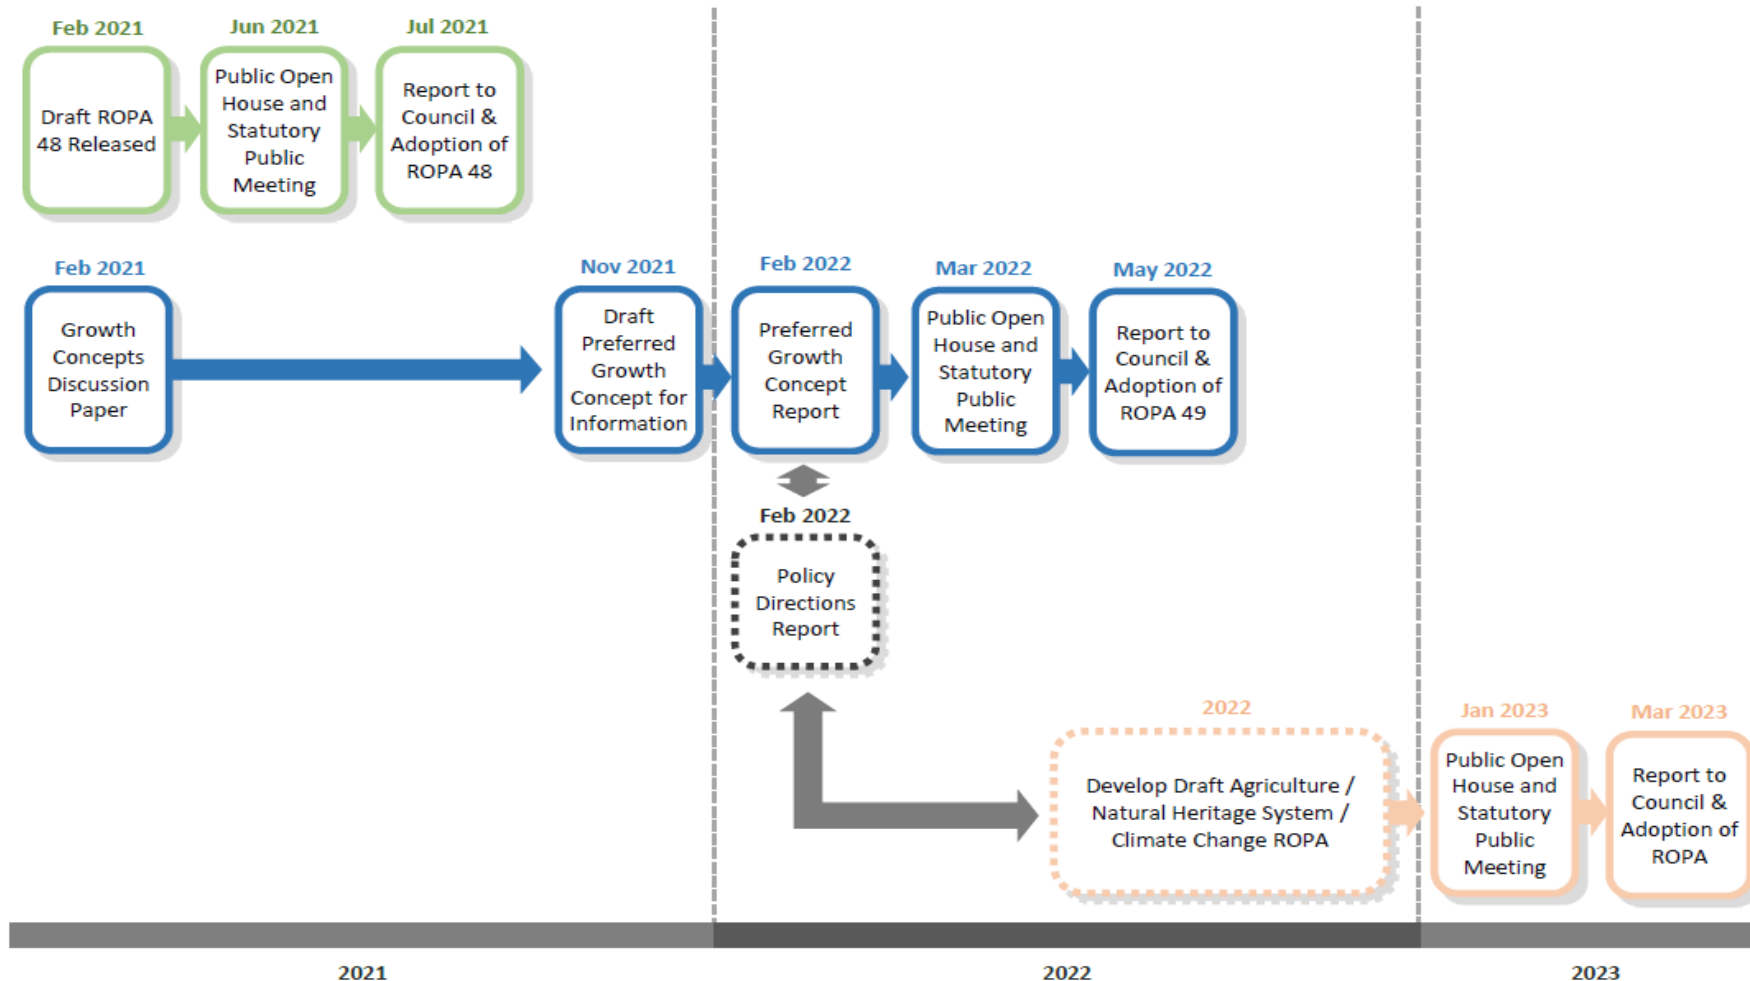 Feb 2021
Draft ROPA
48 Released
Jun 2021
Public Open
House and
Statutory
Public
Meeting
Jul 2021
Report to
Council &
Adoption of
ROPA 48
Feb 2021
Growth
Concepts
Discussion
Paper
Nov 2021
Draft
Preferred
Growth
Concept for
Information
Feb 2022
Preferred
Growth
Concept
Report
Mar 2022
Public Open
House and
Statutory
Public
Meeting
May 2022
Report to
Council &
Adoption of
ROPA 49
Feb 2022
Policy
Directions
Report
2022
Develop Draft Agriculture /
Natural Heritage System /
Climate Change ROPA
Jan 2023
Public Open
House and
Statutory
Public
Meeting
Mar 2023
Report to
Council &
Adoption of
ROPA
2021
2022
2023